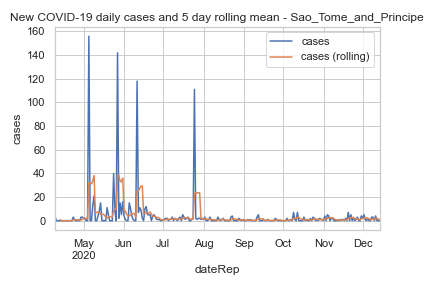 New COVID-19 daily cases and 5 day rolling mean - Sao_Tome_and_Principe
cases
cases (rolling)
160
140
120
100
80
60
40
20
0
cases
May Jun Jul Aug Sep Oct Nov Dec
2020
dateRep